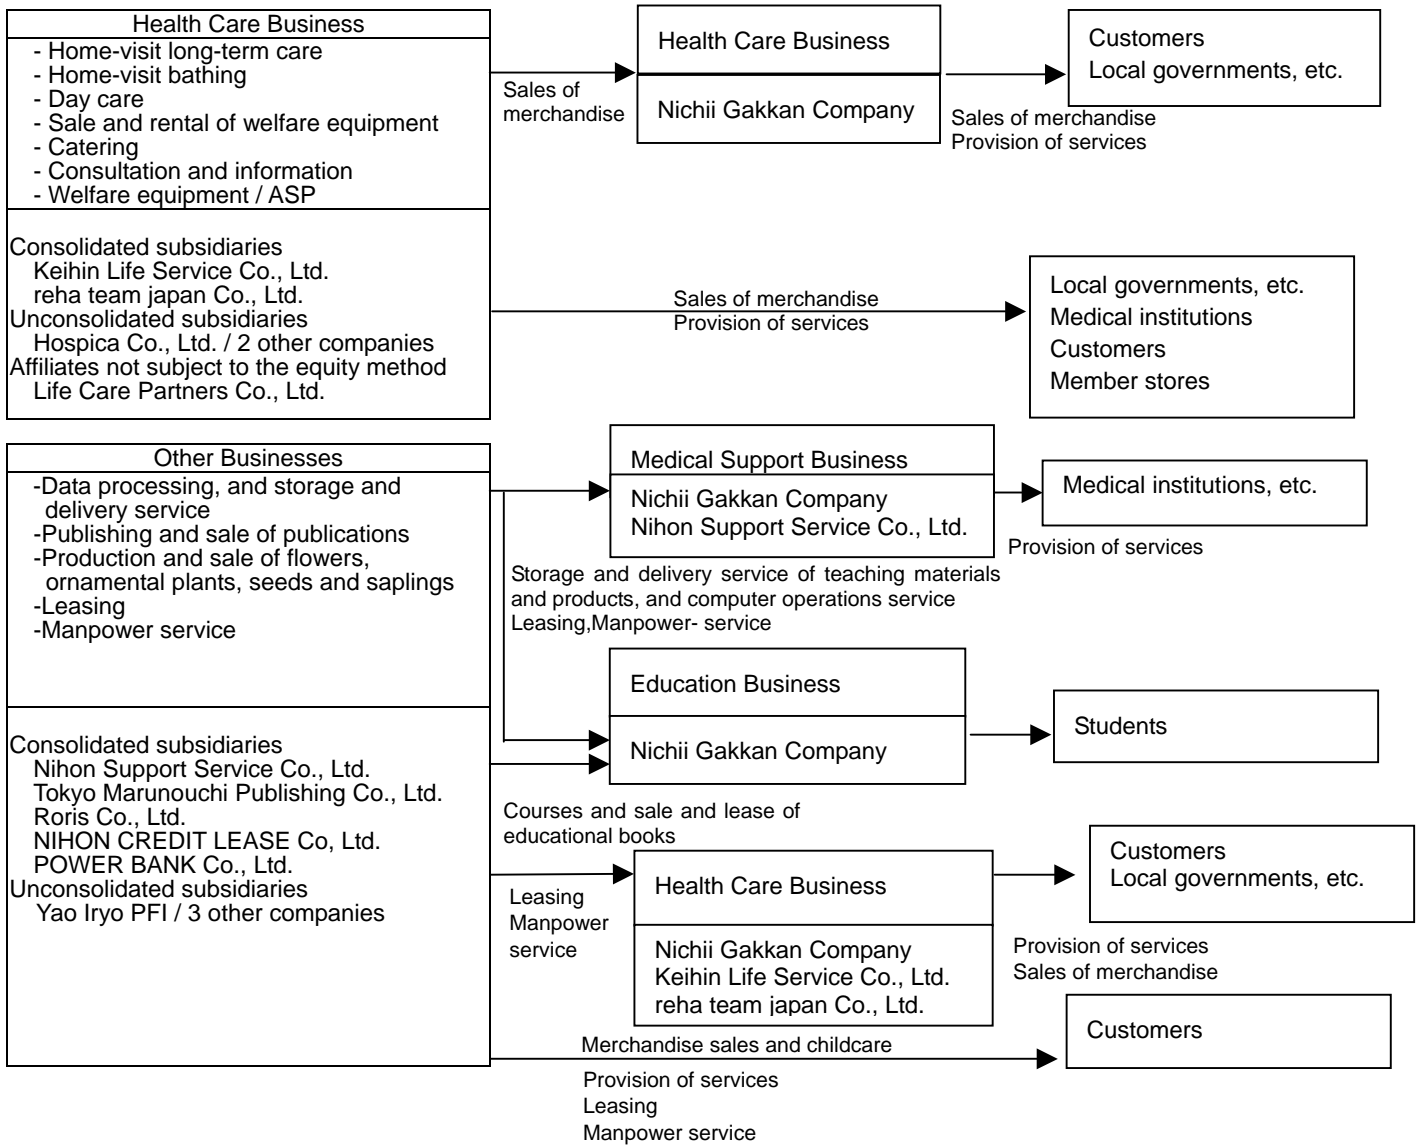 Health Care Business
- Home-visit long-term care
- Home-visit bathing
- Day care
- Sale and rental of welfare equipment
- Catering
- Consultation and information
- Welfare equipment / ASP
Consolidated subsidiaries
Keihin Life Service Co., Ltd.
reha team japan Co., Ltd.
Unconsolidated subsidiaries
Hospica Co., Ltd. / 2 other companies
Affiliates not subject to the equity method
Life Care Partners Co., Ltd.
Sales of
merchandise
Health Care Business
Nichii Gakkan Company
Sales of merchandise
Provision of services
Customers
Local governments, etc.
Sales of merchandise
Provision of services
Local governments, etc.
Medical institutions
Customers
Member stores
Other Businesses
-Data processing, and storage and
delivery service
-Publishing and sale of publications
-Production and sale of flowers,
ornamental plants, seeds and saplings
-Leasing
-Manpower service
Consolidated subsidiaries
Nihon Support Service Co., Ltd.
Tokyo Marunouchi Publishing Co., Ltd.
Roris Co., Ltd.
NIHON CREDIT LEASE Co, Ltd.
POWER BANK Co., Ltd.
Unconsolidated subsidiaries
Yao Iryo PFI / 3 other companies
Medical Support Business
Nichii Gakkan Company
Nihon Support Service Co., Ltd.
Medical institutions, etc.
Provision of services
Storage and delivery service of teaching materials
and products, and computer operations service
Leasing,Manpower- service
Education Business
Nichii Gakkan Company
Students
Courses and sale and lease of
educational books
Leasing
Manpower
service
Health Care Business
Nichii Gakkan Company
Keihin Life Service Co., Ltd.
reha team japan Co., Ltd.
Customers
Local governments, etc.
Provision of services
Sales of merchandise
Merchandise sales and childcare
Provision of services
Leasing
Manpower service
Customers